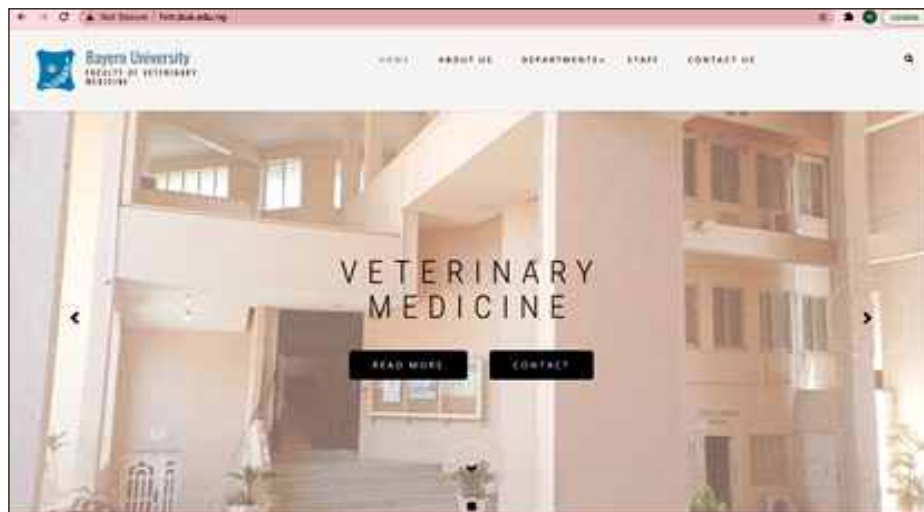 Not Secure
Bayero University
FACULTY OF VETERINARY
MEDICINE
HOME ABOUT US DEPARTMENTS STAFF CONTACT US
VETERINARY
MEDICINE
READ MORE CONTACT